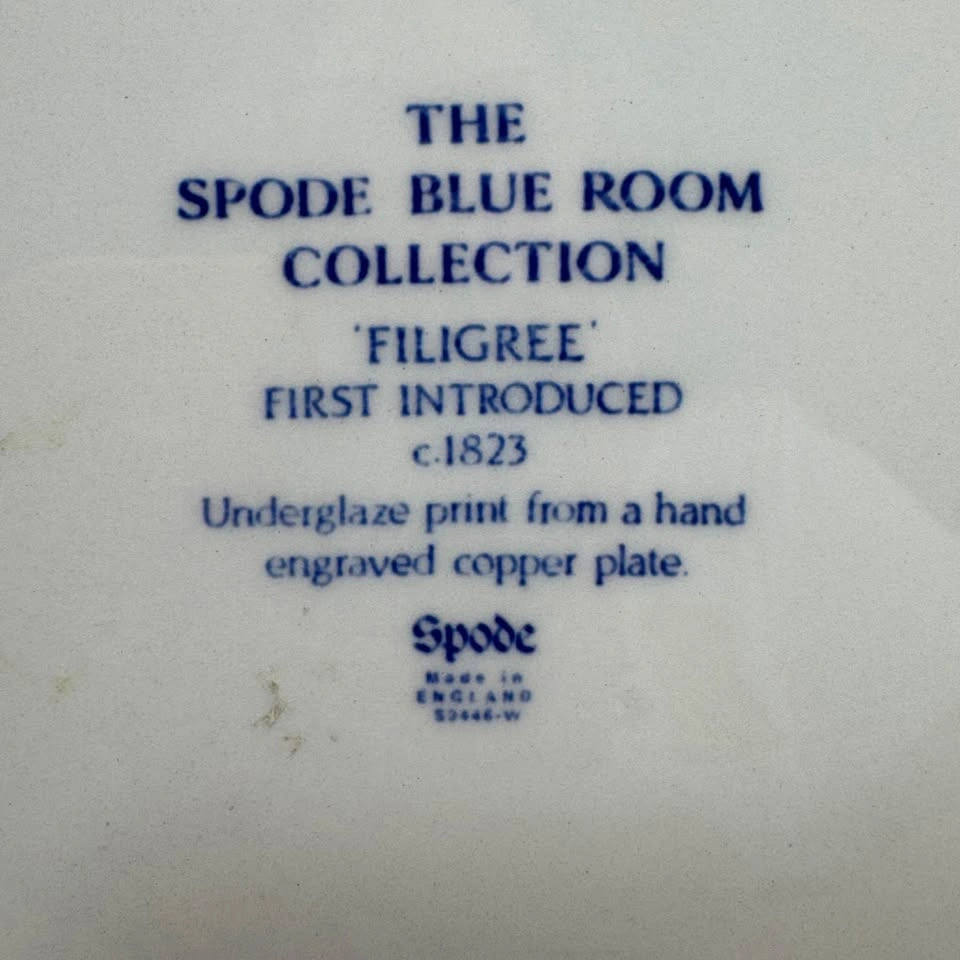 THE
SPODE BLUE ROOM
COLLECTION
'FILIGREE'
FIRST INTRODUCED
c.1823
Underglaze print from a hand
engraved copper plate.
Spode
Made in
ENGLAND